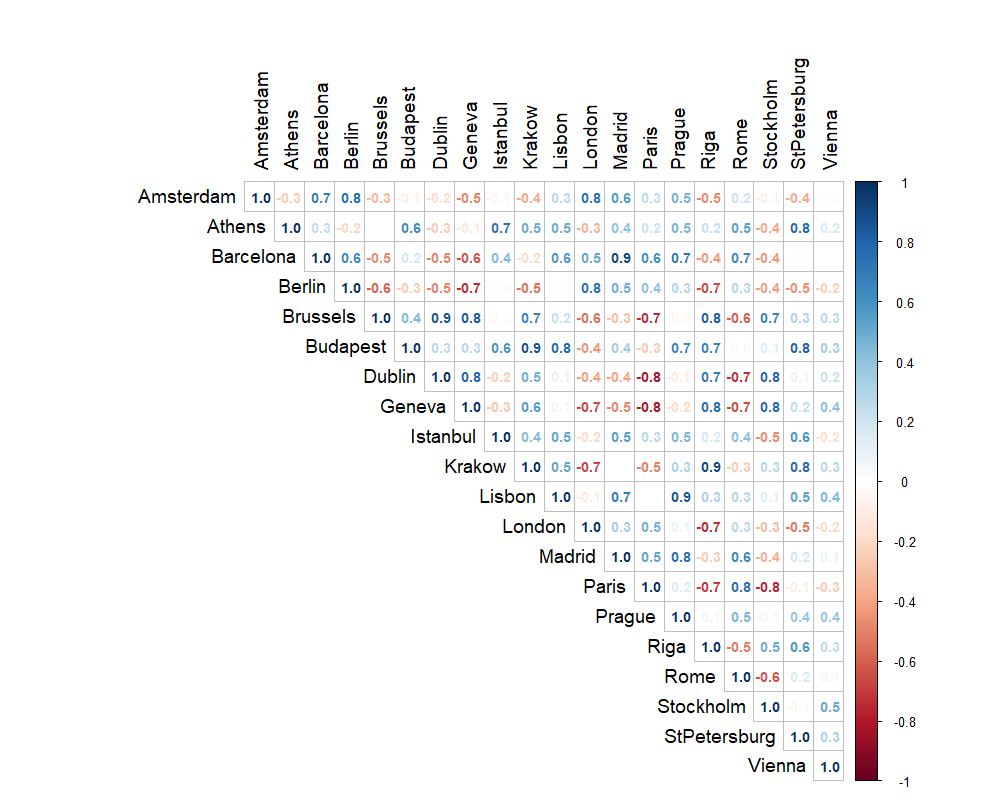 Amsterdam Athens Barcelona Berlin Brussels Budapest Dublin Geneva Istanbul Krakow Lisbon London Madrid Paris Prague Riga Rome Stockholm StPetersburg Vienna
Amsterdam 1.0 -0.3 0.7 0.8 -0.3 -0.1 -0.2 -0.5 -0.4 0.3 0.8 0.6 0.3 0.5 -0.5 0.2 -0.1 -0.4
Athens 1.0 0.3 -0.2 0.6 -0.3 -0.1 0.7 0.5 0.5 -0.3 0.4 0.2 0.5 0.2 0.5 -0.4 0.8 0.2
Barcelona 1.0 0.6 -0.5 0.2 -0.5 -0.6 0.4 -0.2 0.6 0.5 0.9 0.6 0.7 -0.4 0.7 -0.4
Berlin 1.0 -0.6 -0.3 -0.5 -0.7 -0.5 0.8 0.5 0.4 0.3 -0.7 0.3 -0.4 -0.5 -0.2
Brussels 1.0 0.4 0.9 0.8 0.7 0.2 -0.6 -0.3 -0.7 0.8 -0.6 0.7 0.3 0.3
Budapest 1.0 0.3 0.3 0.6 0.9 0.8 -0.4 0.4 -0.3 0.7 0.7 0.1 0.8 0.3
Dublin 1.0 0.8 -0.2 0.5 0.1 -0.4 -0.4 -0.8 -0.1 0.7 -0.7 0.8 0.1 0.2
Geneva 1.0 -0.3 0.6 0.1 -0.7 -0.5 -0.8 -0.2 0.8 -0.7 0.8 0.2 0.4
Istanbul 1.0 0.4 0.5 -0.2 0.5 0.3 0.5 0.2 0.4 -0.5 0.6 -0.2
Krakow 1.0 0.5 -0.7 -0.5 0.3 0.9 -0.3 0.3 0.8 0.3
Lisbon 1.0 -0.1 0.7 0.9 0.3 0.3 0.1 0.5 0.4
London 1.0 0.3 0.5 0.1 -0.7 0.3 -0.3 -0.5 -0.2
Madrid 1.0 0.5 0.8 -0.3 0.6 -0.4 0.2 0.1
Paris 1.0 0.2 -0.7 0.8 -0.8 -0.1 -0.3
Prague 1.0 0.1 0.5 -0.1 0.4 0.4
Riga 1.0 -0.5 0.5 0.6 0.3
Rome 1.0 -0.6 0.2 0.1
Stockholm 1.0 -0.1 0.5
StPetersburg 1.0 0.3
Vienna 1.0
1
0.8
0.6
0.4
0.2
0
-0.2
-0.4
-0.6
-0.8
-1